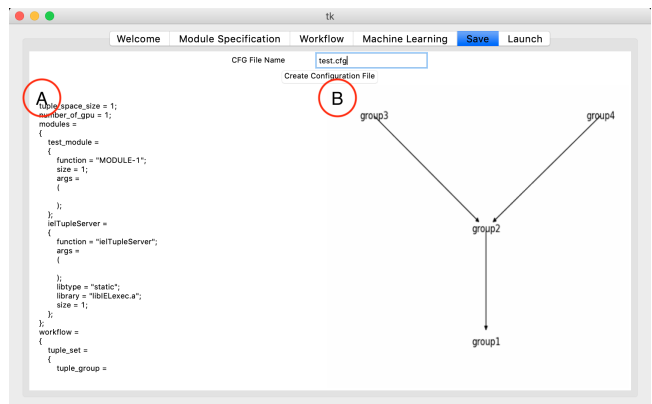 tk
Welcome Module Specification Workflow Machine Learning Save Launch
CFG File Name test.cfg
Create Configuration File
A
tuple_space_size = 1;
number_of_gpu = 1;
modules =
{
test_module =
{
function = "MODULE-1";
size = 1;
args =
(
);
};
ielTupleServer =
{
function = "ielTupleServer";
args =
(
);
libtype = "static";
library = "libIELexec.a";
size = 1;
};
};
workflow =
{
tuple_set =
{
tuple_group =
B
group3 group4
group2
group1